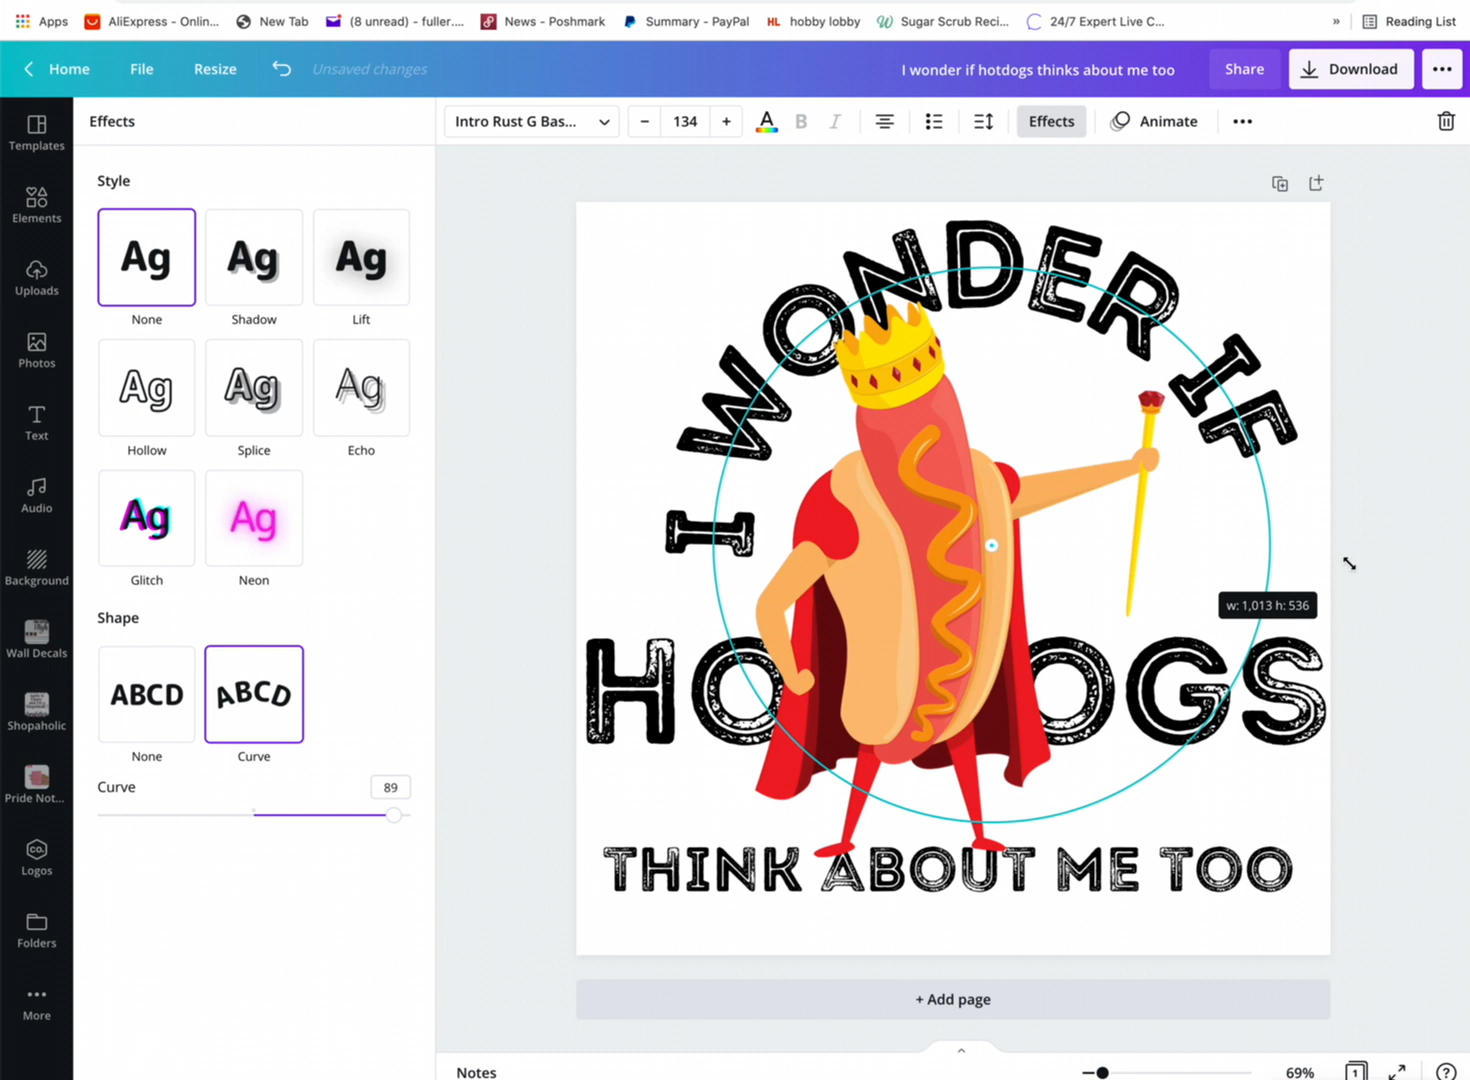 Apps AliExpress - Onlin... New Tab (8 unread) - fuller.... News - Poshmark Summary - PayPal HL hobby lobby Sugar Scrub Reci... 24/7 Expert Live C... » Reading List
Home File Resize Unsaved changes I wonder if hotdogs thinks about me too Share Download
Effects Intro Rust G Bas... − 134 + A B I Effects Animate
Templates
Elements
Uploads
Photos
Text
Audio
Background
Wall Decals
Shopaholic
Pride Not...
CO.
Logos
Folders
More
Style
Ag Ag Ag
None Shadow Lift
Ag Ag Ag
Hollow Splice Echo
Ag Ag
Glitch Neon
Shape
ABCD ABCD
None Curve
Curve 89
I WONDER IF
w: 1,013 h: 536
HO OGS
THINK ABOUT ME TOO
+ Add page
Notes 69% 1 ?